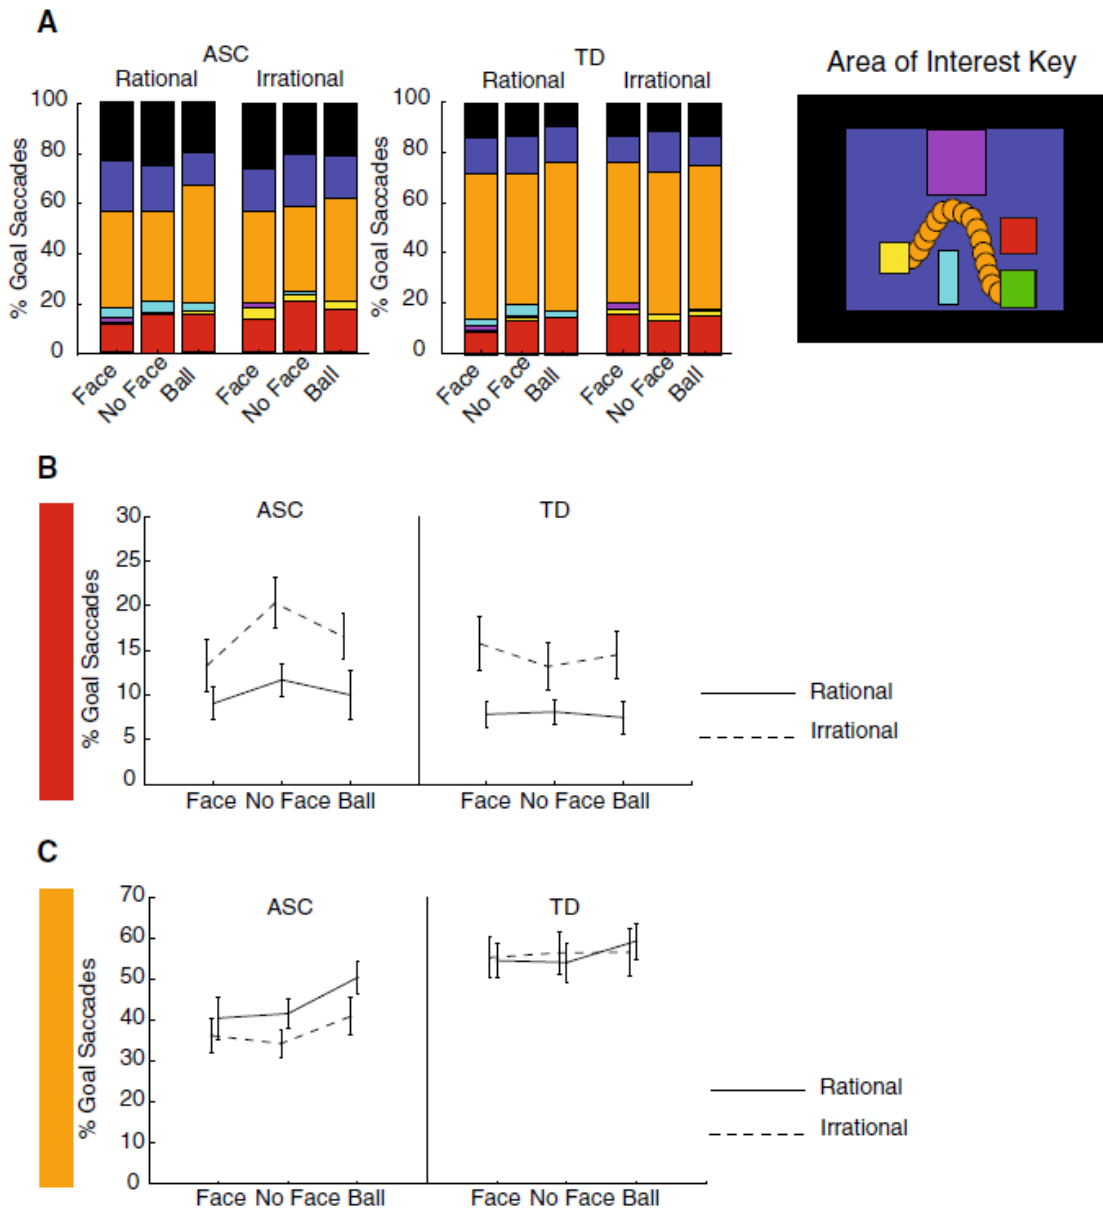 A
ASC
Rational Irrational
% Goal Saccades
100
80
60
40
20
0
Face No Face Ball Face No Face Ball
TD
Rational Irrational
% Goal Saccades
100
80
60
40
20
0
Face No Face Ball Face No Face Ball
Area of Interest Key
B
ASC TD
% Goal Saccades
30
25
20
15
10
5
0
Face No Face Ball Face No Face Ball
Rational
Irrational
C
ASC TD
% Goal Saccades
70
60
50
40
30
20
10
0
Face No Face Ball Face No Face Ball
Rational
Irrational